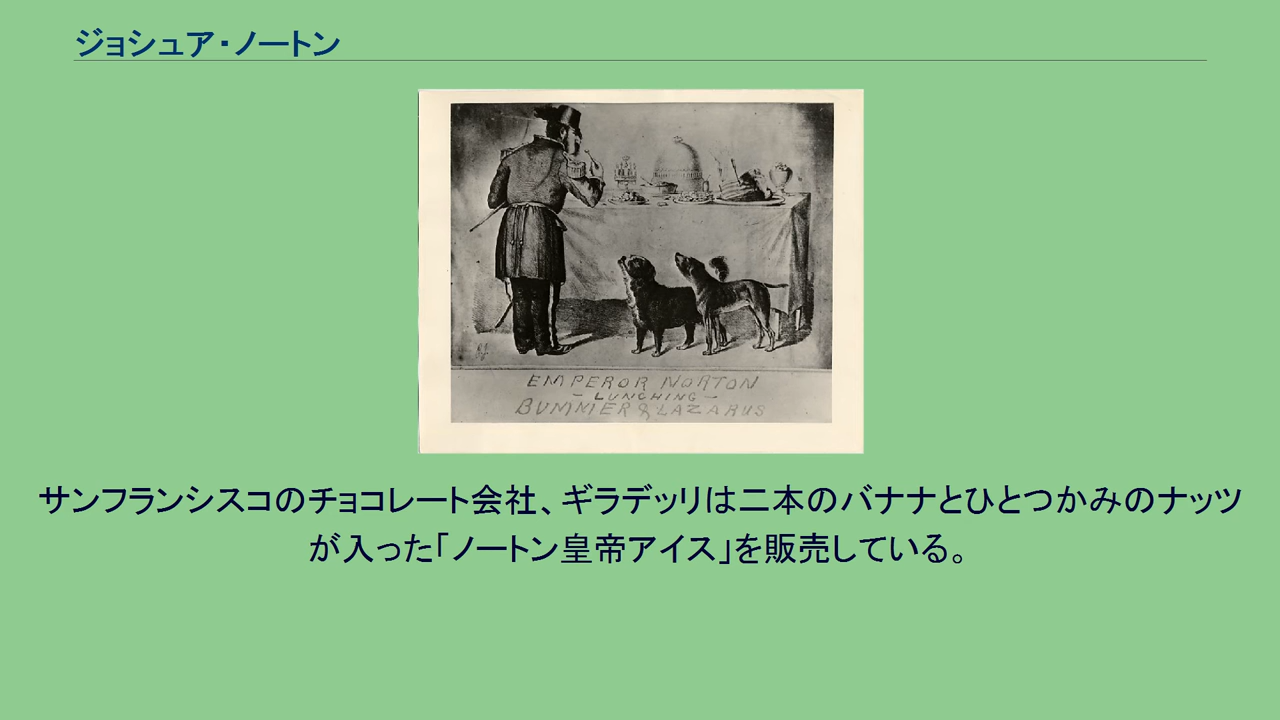 ジョシュア・ノートン
EMPEROR NORTON
- LUNCHING -
BUMMER & LAZARUS
サンフランシスコのチョコレート会社、ギラデッリは二本のバナナとひとつかみのナッツ
が入った「ノートン皇帝アイス」を販売している。